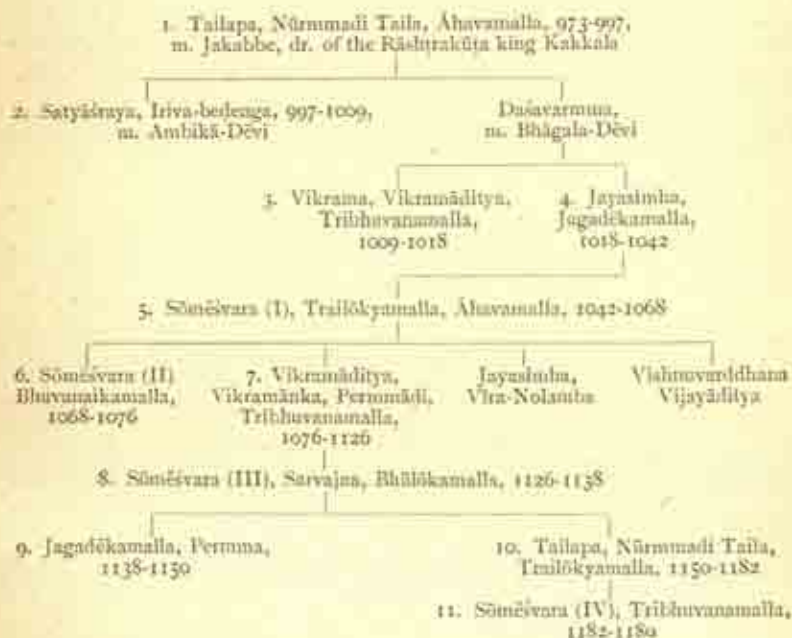 1. Tailapa, Nūrmmadi Taila, Áhavamalla, 973-997,
m. Jakabbe, dr. of the Rāshṭrakūṭa king Kakkala
2. Satyāśraya, Iriva-beḍenga, 997-1009,
m. Ambikā-Dēvi
Daśavarmma,
m. Bhāgala-Dēvi
3. Vikrama, Vikramāditya,
Tribhuvanamalla,
1009-1018
4. Jayasimha,
Jagadēkamalla,
1018-1042
5. Sōmēśvara (I), Trailōkyamalla, Áhavamalla, 1042-1068
6. Sōmēśvara (II)
Bhuvanaikamalla,
1068-1076
7. Vikramāditya,
Vikramānka, Permmāḍi,
Tribhuvanamalla,
1076-1126
Jayasimha,
Vīra-Nolamba
Vishnuvarddhana
Vijayāditya
8. Sōmēśvara (III), Sarvajna, Bhūlōkamalla, 1126-1138
9. Jagadēkamalla, Permma,
1138-1150
10. Tailapa, Nūrmmadi Taila,
Trailōkyamalla, 1150-1182
11. Sōmēśvara (IV), Tribhuvanamalla,
1182-1189